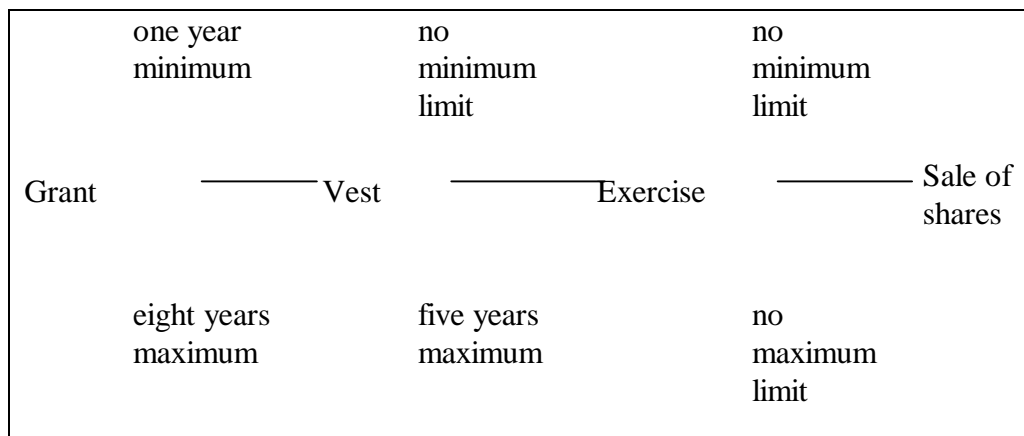 one year
minimum
no
minimum
limit
no
minimum
limit
Grant
Vest
Exercise
Sale of
shares
eight years
maximum
five years
maximum
no
maximum
limit